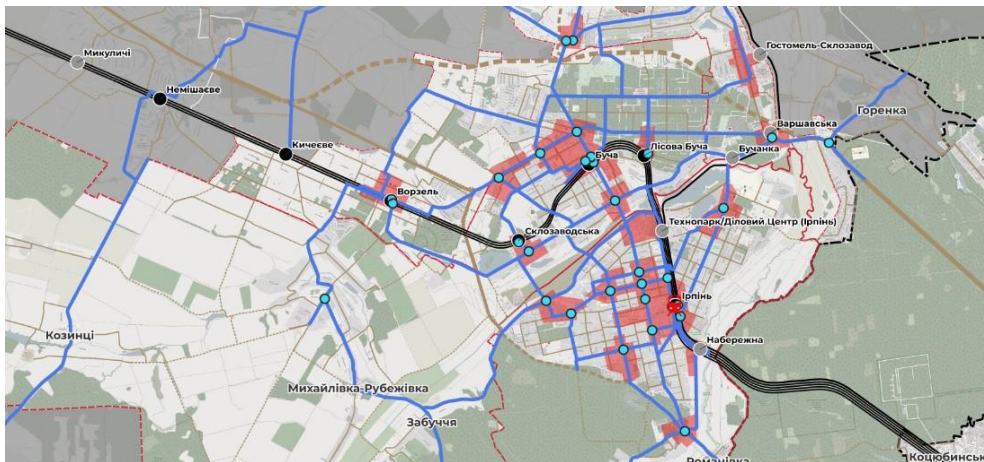 Микуличі
Гостомель-Склозавод
Немішаєве
Горенка
Варшавська
Кичеєве
Буча
Лісова Буча
Бучанка
Ворзель
Технопарк/Діловий Центр (Ірпінь)
Склозаводська
Ірпінь
Козинці
Набережна
Михайлівка-Рубежівка
Забуччя
Романівка
Коцюбинськ